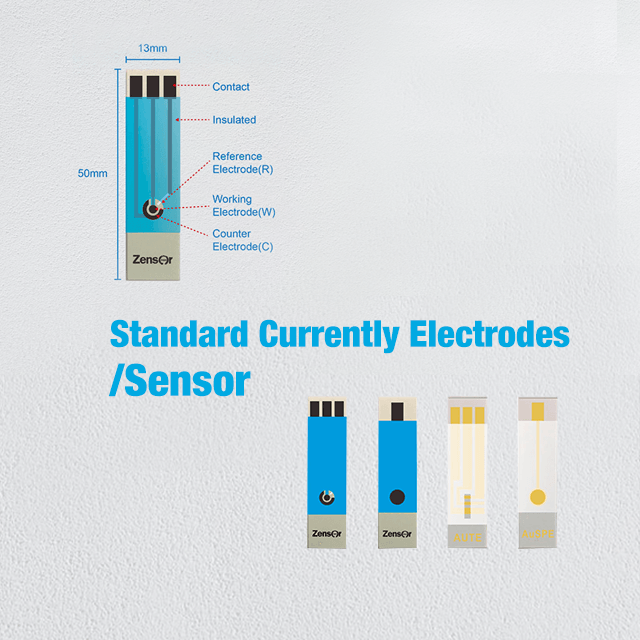 13mm
50mm
Contact
Insulated
Reference
Electrode(R)
Working
Electrode(W)
Counter
Electrode(C)
Zensor
Standard Currently Electrodes
/Sensor
Zensor
Zensor